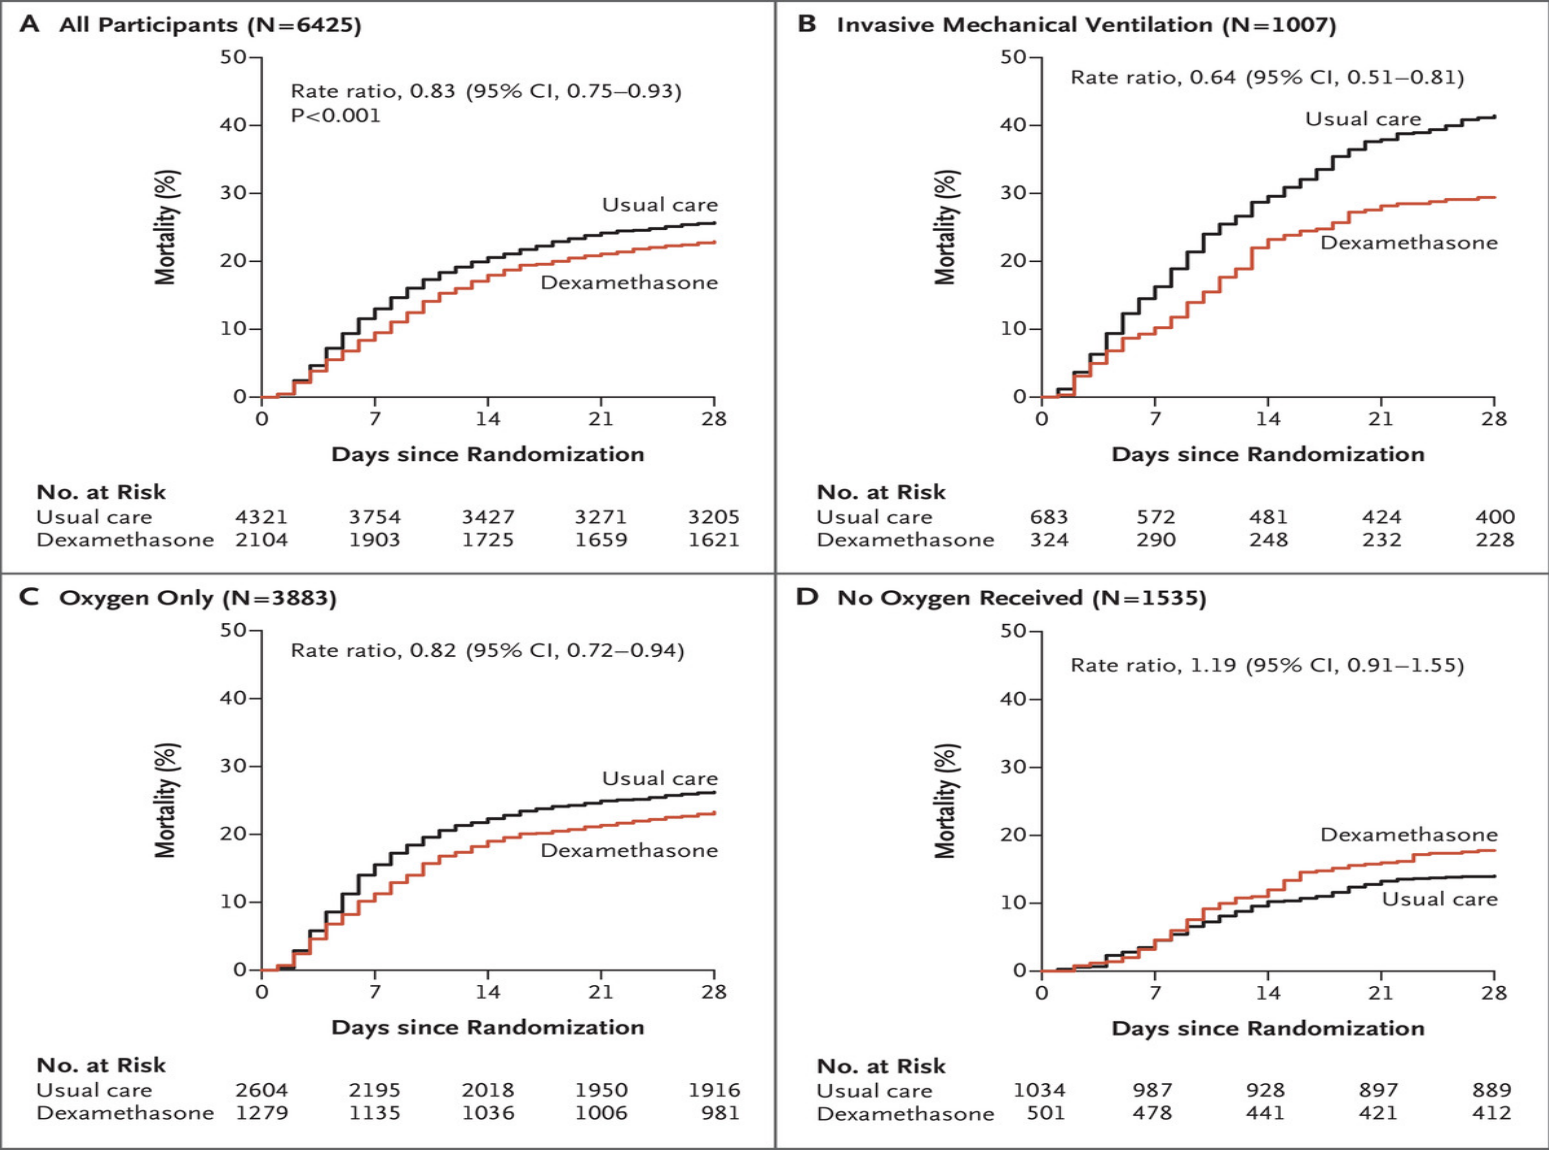 A All Participants (N=6425)
50
40
30
20
10
0
Mortality (%)
Rate ratio, 0.83 (95% CI, 0.75–0.93)
P<0.001
Usual care
Dexamethasone
0 7 14 21 28
Days since Randomization
No. at Risk
Usual care 4321 3754 3427 3271 3205
Dexamethasone 2104 1903 1725 1659 1621
B Invasive Mechanical Ventilation (N=1007)
50
40
30
20
10
0
Mortality (%)
Rate ratio, 0.64 (95% CI, 0.51–0.81)
Usual care
Dexamethasone
0 7 14 21 28
Days since Randomization
No. at Risk
Usual care 683 572 481 424 400
Dexamethasone 324 290 248 232 228
C Oxygen Only (N=3883)
50
40
30
20
10
0
Mortality (%)
Rate ratio, 0.82 (95% CI, 0.72–0.94)
Usual care
Dexamethasone
0 7 14 21 28
Days since Randomization
No. at Risk
Usual care 2604 2195 2018 1950 1916
Dexamethasone 1279 1135 1036 1006 981
D No Oxygen Received (N=1535)
50
40
30
20
10
0
Mortality (%)
Rate ratio, 1.19 (95% CI, 0.91–1.55)
Dexamethasone
Usual care
0 7 14 21 28
Days since Randomization
No. at Risk
Usual care 1034 987 928 897 889
Dexamethasone 501 478 441 421 412